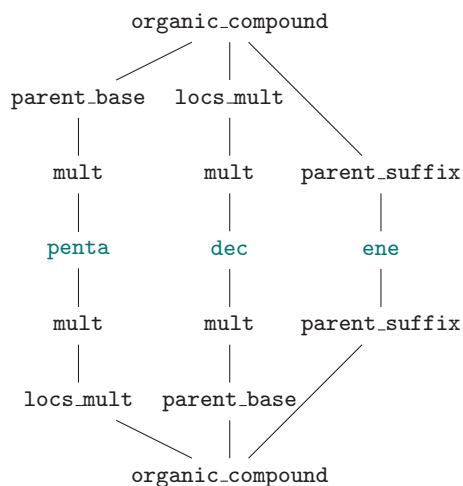 organic_compound
parent_base locs_mult
mult mult parent_suffix
penta dec ene
mult mult parent_suffix
locs_mult parent_base
organic_compound